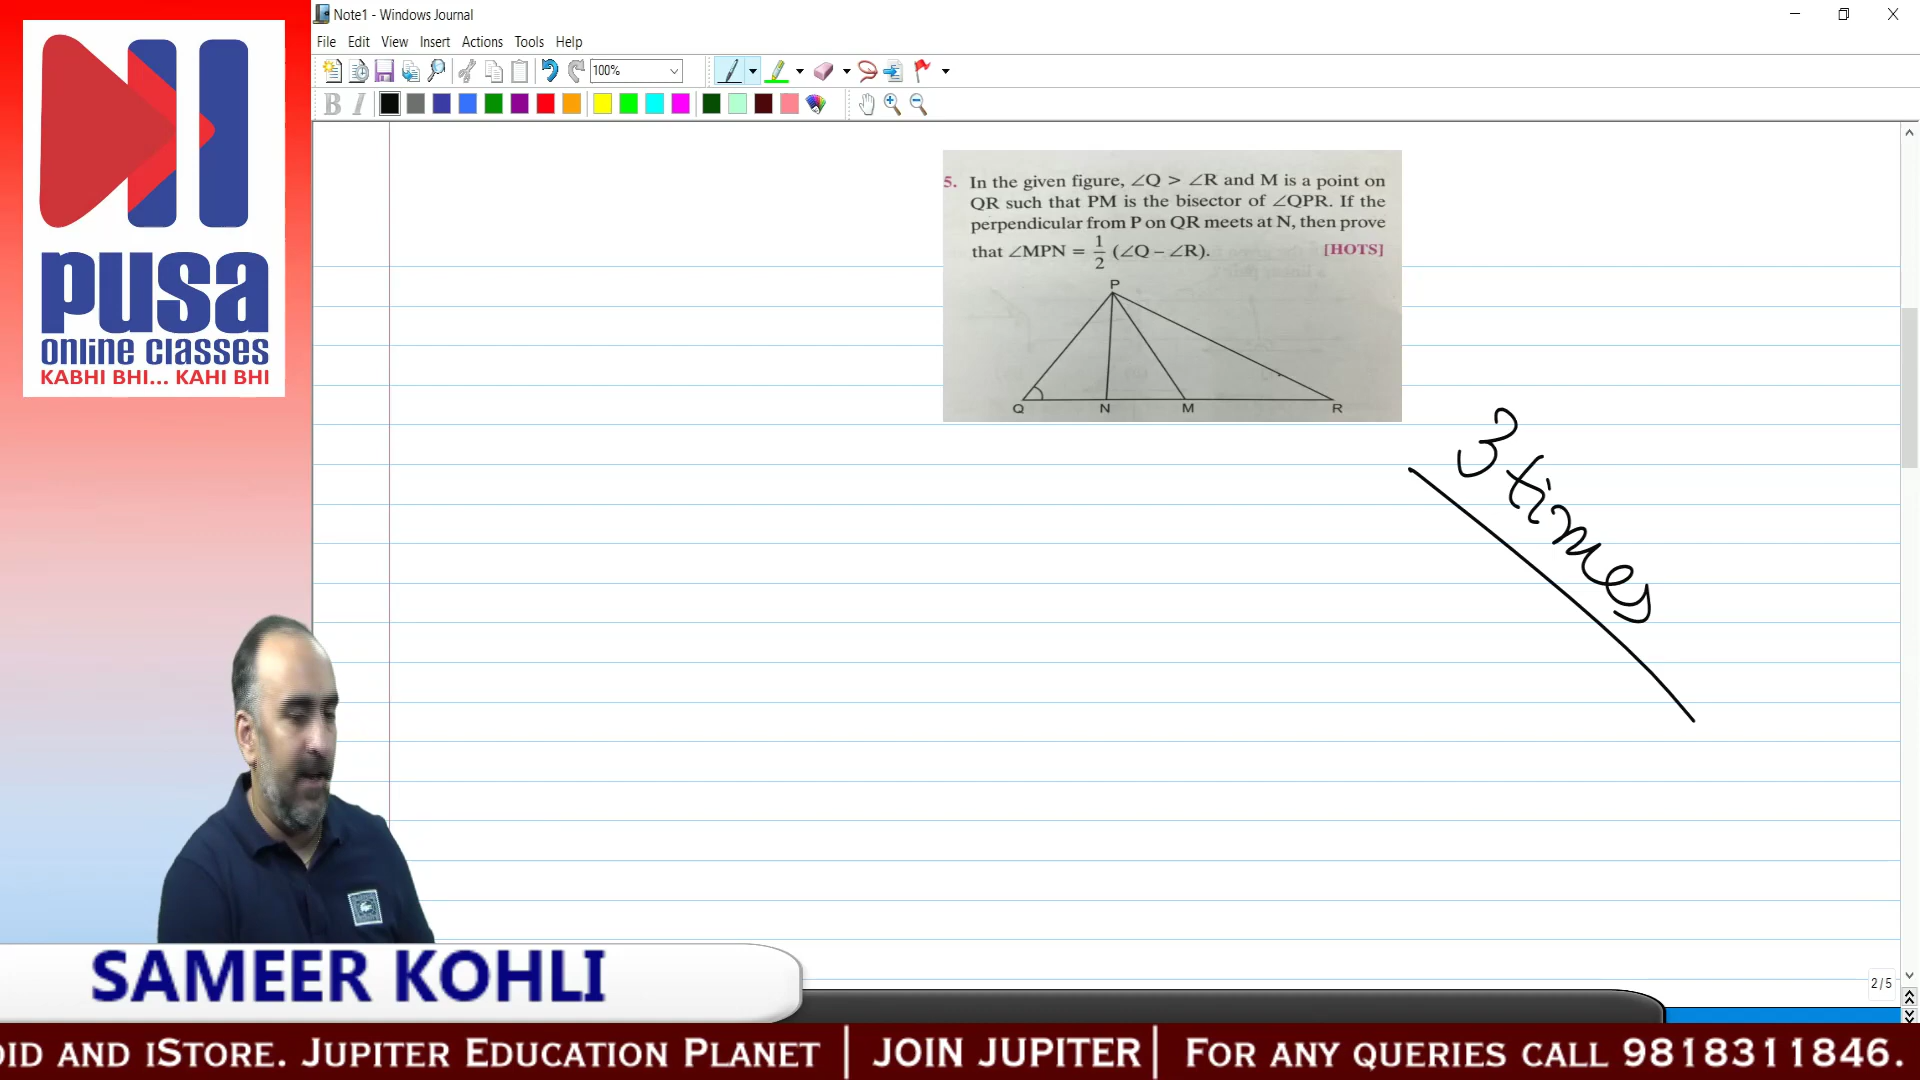 Note1 - Windows Journal
File Edit View Insert Actions Tools Help
100%
B I
PUSA
ONLINE CLASSES
KABHI BHI... KAHI BHI
5. In the given figure, ∠Q > ∠R and M is a point on
QR such that PM is the bisector of ∠QPR. If the
perpendicular from P on QR meets at N, then prove
that ∠MPN = 1/2 (∠Q – ∠R). [HOTS]
P
Q N M R
3 times
SAMEER KOHLI
2/5
OID AND iSTORE. JUPITER EDUCATION PLANET | JOIN JUPITER | FOR ANY QUERIES CALL 9818311846.